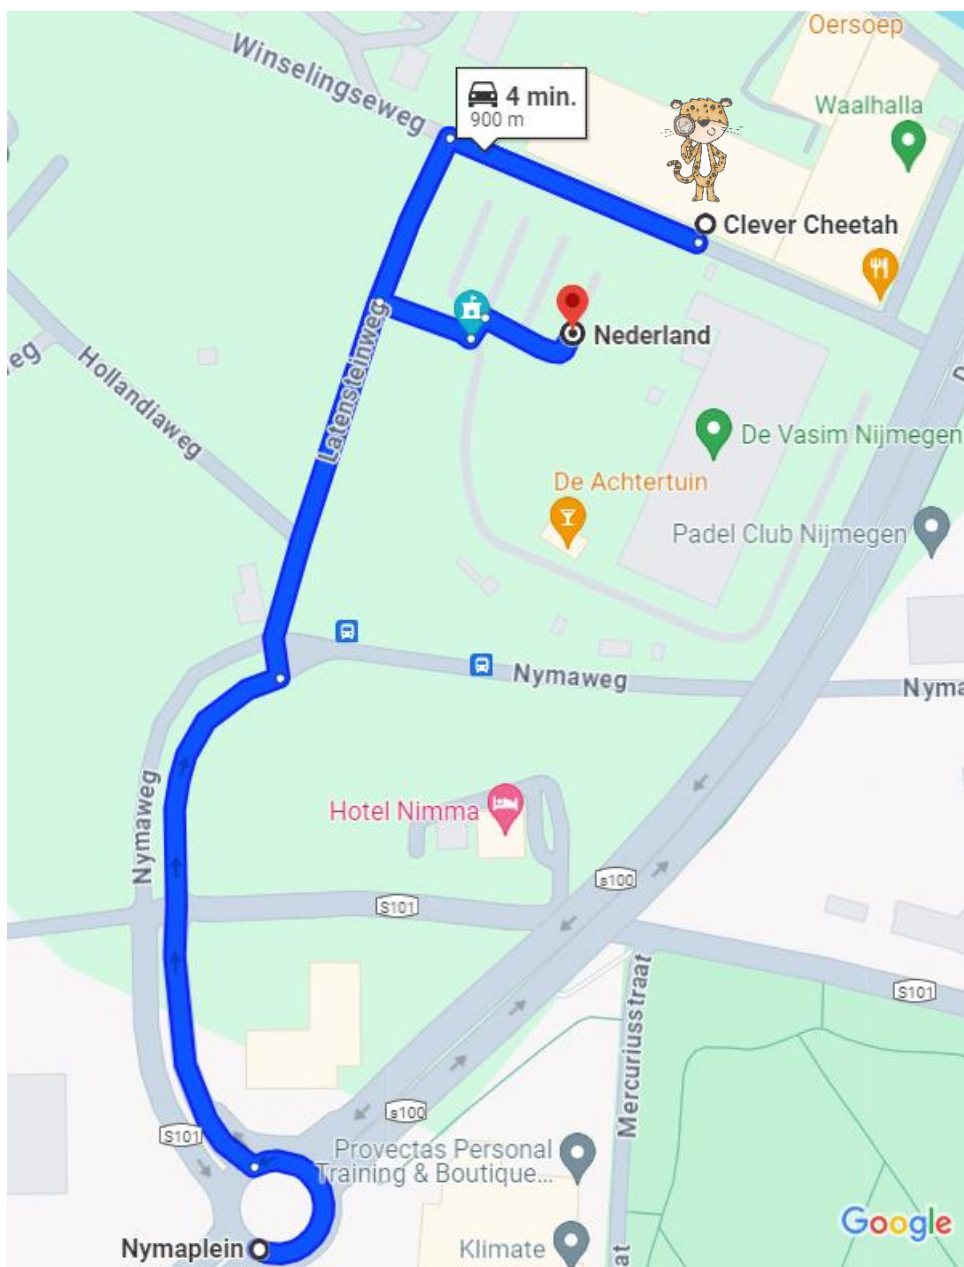 Oersoep
Winselingseweg
4 min.
900 m
Waalhalla
Clever Cheetah
Nederland
eg
Hollandiaweg
Latensteinweg
D
De Vasim Nijmegen
De Achtertuin
Padel Club Nijmegen
Nymaweg
Nyma
Nymaweg
Hotel Nimma
s100
S101
S101
Mercuriusstraat
s100
S101
Provectas Personal
Training & Boutique...
Nymaplein
Klimate
at
Google